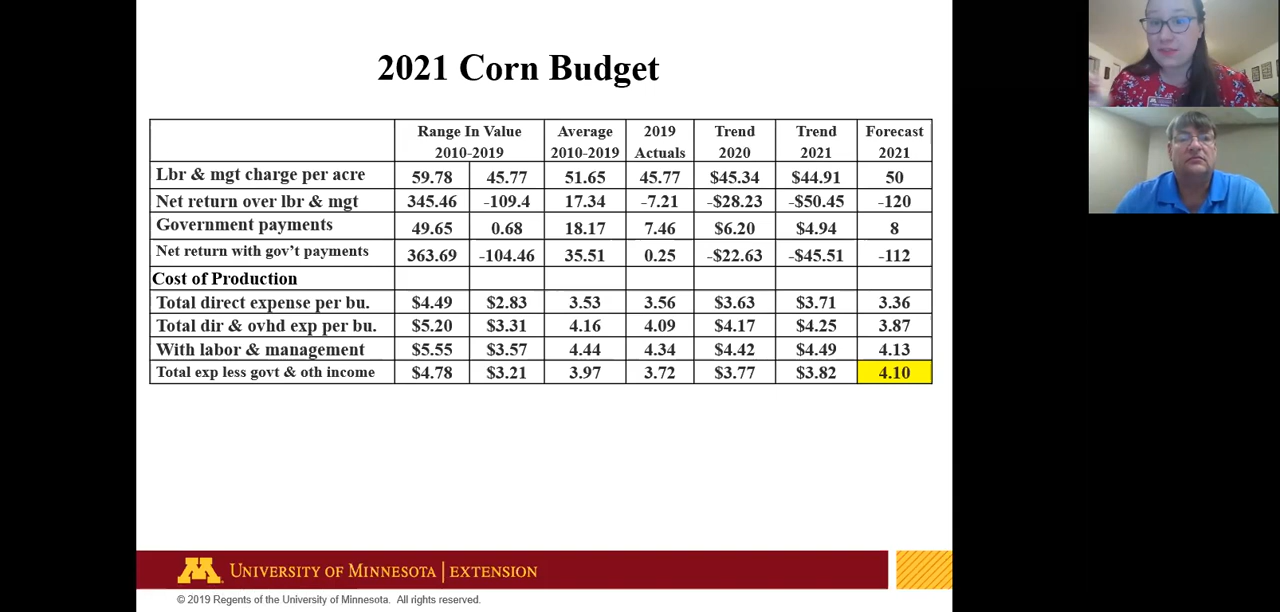 2021 Corn Budget
Range In Value Average 2019 Trend Trend Forecast
2010-2019 2010-2019 Actuals 2020 2021 2021
Lbr & mgt charge per acre 59.78 45.77 51.65 45.77 $45.34 $44.91 50
Net return over lbr & mgt 345.46 -109.4 17.34 -7.21 -$28.23 -$50.45 -120
Government payments 49.65 0.68 18.17 7.46 $6.20 $4.94 8
Net return with gov't payments 363.69 -104.46 35.51 0.25 -$22.63 -$45.51 -112
Cost of Production
Total direct expense per bu. $4.49 $2.83 3.53 3.56 $3.63 $3.71 3.36
Total dir & ovhd exp per bu. $5.20 $3.31 4.16 4.09 $4.17 $4.25 3.87
With labor & management $5.55 $3.57 4.44 4.34 $4.42 $4.49 4.13
Total exp less govt & oth income $4.78 $3.21 3.97 3.72 $3.77 $3.82 4.10
M UNIVERSITY OF MINNESOTA | EXTENSION
© 2019 Regents of the University of Minnesota. All rights reserved.